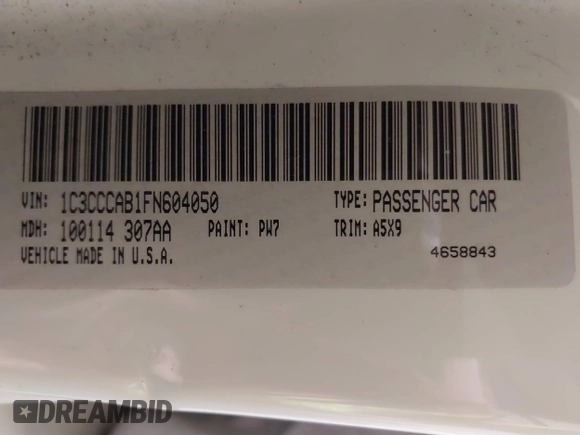 VIN: 1C3CCCAB1FN604050 TYPE: PASSENGER CAR
MDH: 100114 307AA PAINT: PW7 TRIM: A5X9
VEHICLE MADE IN U.S.A. 4658843
DREAMBID